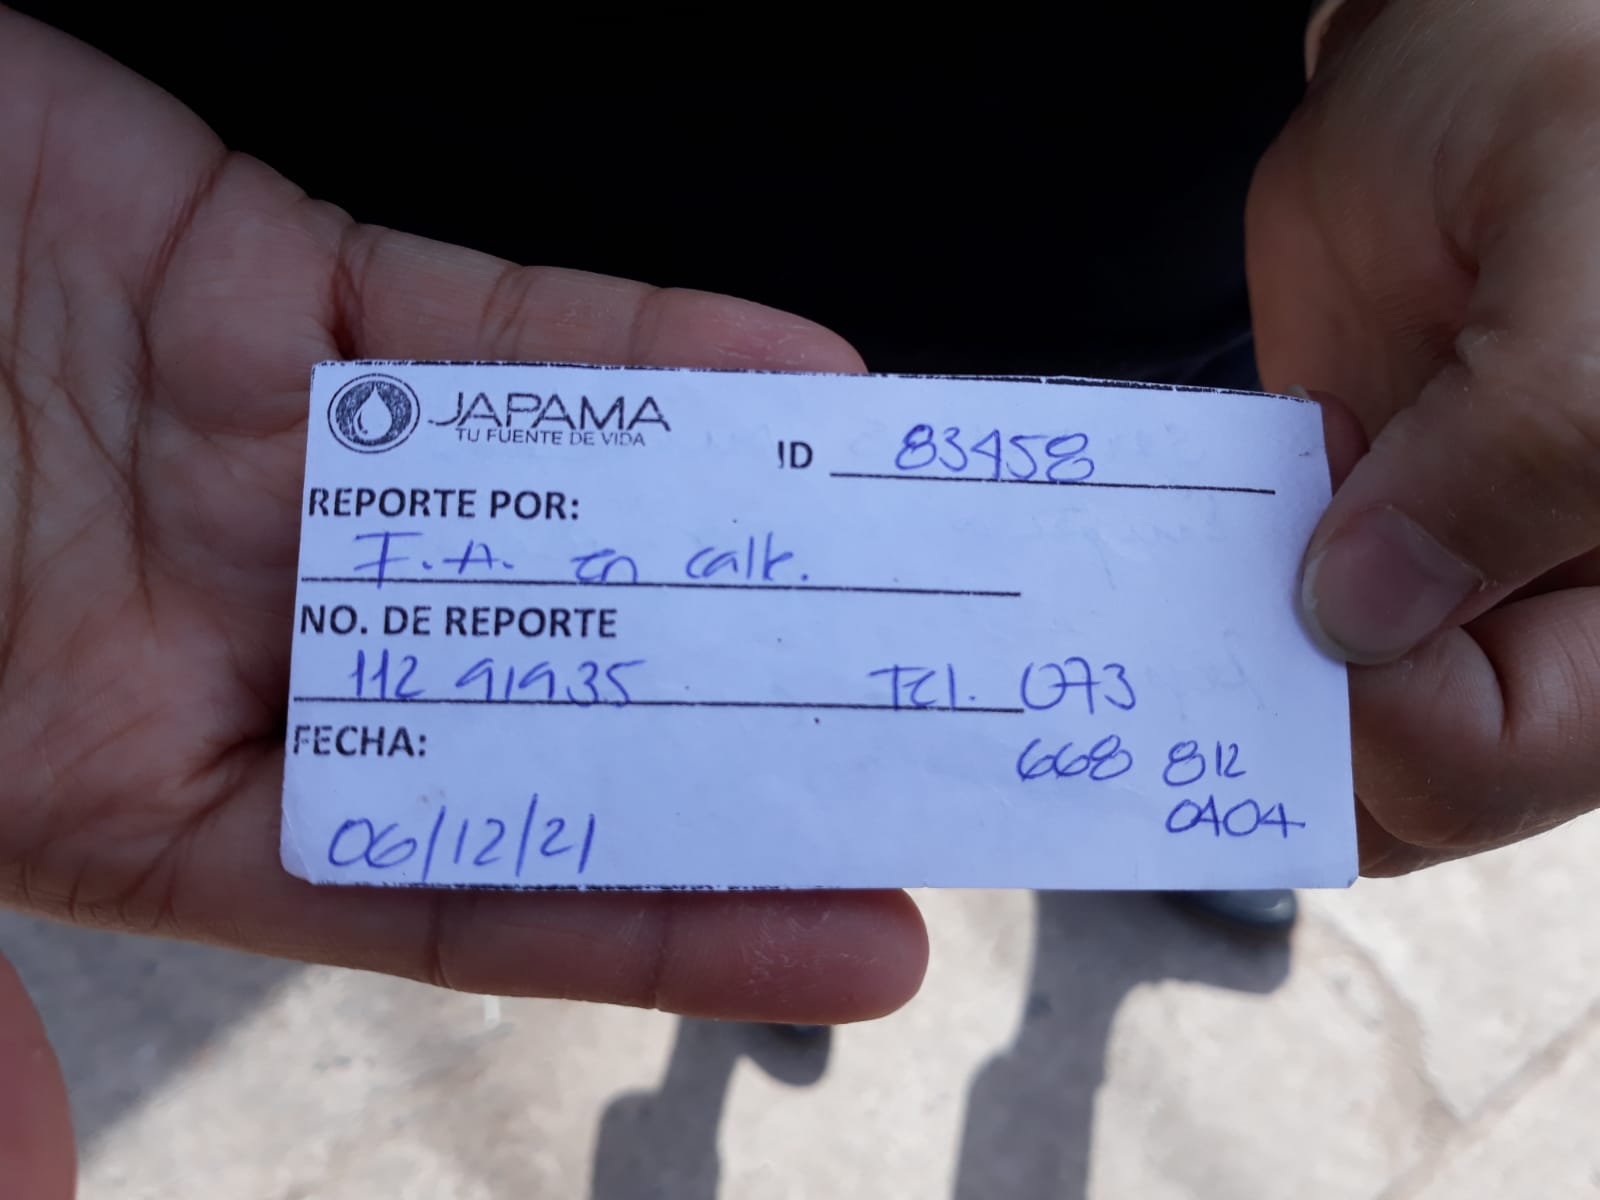 JAPAMA
TU FUENTE DE VIDA
ID 83458
REPORTE POR:
F.A. en calle.
NO. DE REPORTE
112 91935 Tel. 073
FECHA: 668 812
0404
06/12/21